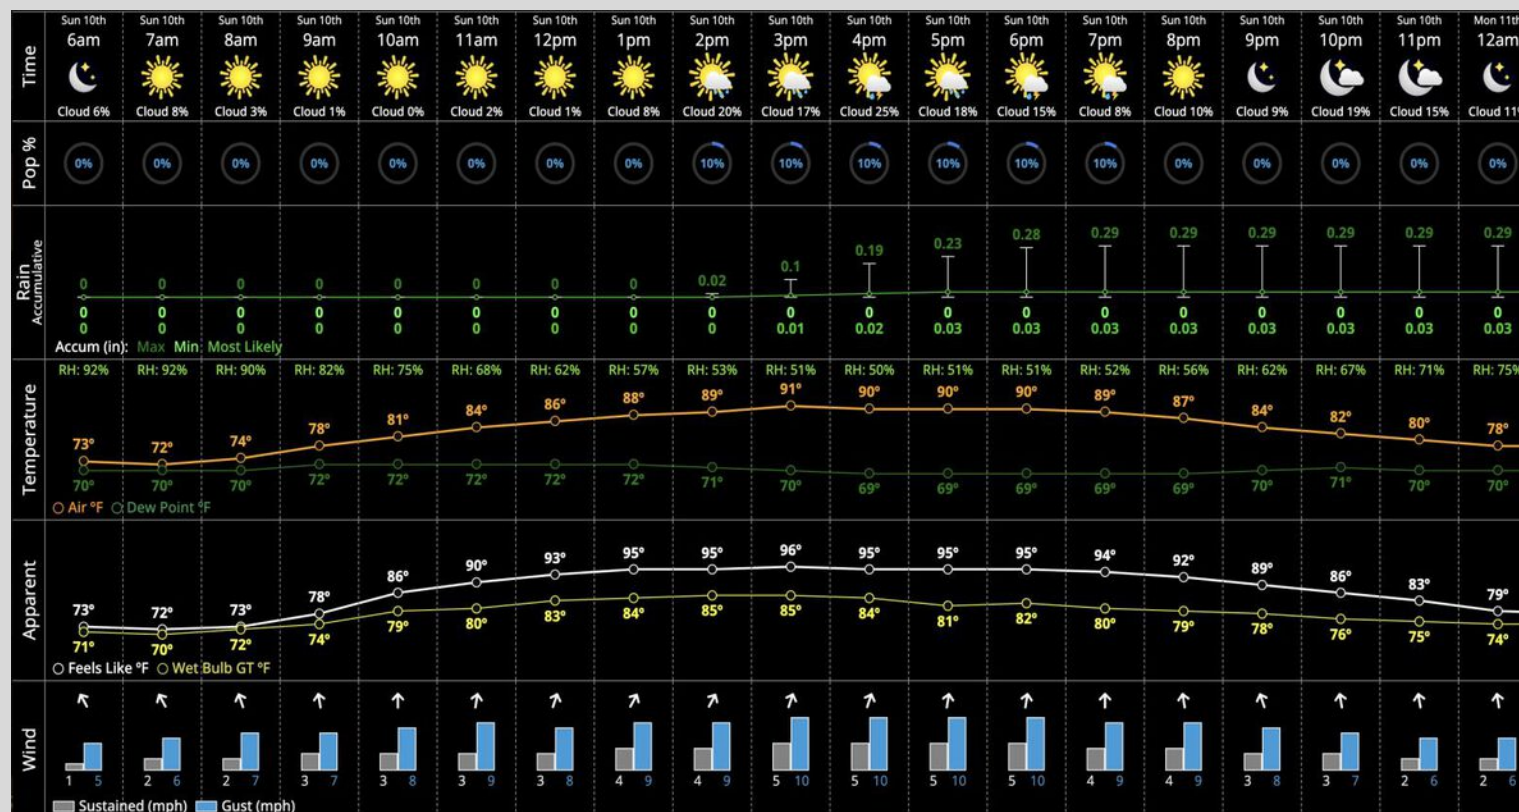 Sun 10th Sun 10th Sun 10th Sun 10th Sun 10th Sun 10th Sun 10th Sun 10th Sun 10th Sun 10th Sun 10th Sun 10th Sun 10th Sun 10th Sun 10th Sun 10th Sun 10th Sun 10th Mon 11th
Time 6am 7am 8am 9am 10am 11am 12pm 1pm 2pm 3pm 4pm 5pm 6pm 7pm 8pm 9pm 10pm 11pm 12am
Cloud 6% Cloud 8% Cloud 3% Cloud 1% Cloud 0% Cloud 2% Cloud 1% Cloud 8% Cloud 20% Cloud 17% Cloud 25% Cloud 18% Cloud 15% Cloud 8% Cloud 10% Cloud 9% Cloud 19% Cloud 15% Cloud 11%
Pop % 0% 0% 0% 0% 0% 0% 0% 0% 10% 10% 10% 10% 10% 10% 0% 0% 0% 0% 0%
Rain
Accumulative
0 0 0 0 0 0 0 0 0.02 0.1 0.19 0.23 0.28 0.29 0.29 0.29 0.29 0.29 0.29
0 0 0 0 0 0 0 0 0 0 0 0 0 0 0 0 0 0 0
0 0 0 0 0 0 0 0 0 0.01 0.02 0.03 0.03 0.03 0.03 0.03 0.03 0.03 0.03
Accum (in): Max Min Most Likely
RH: 92% RH: 92% RH: 90% RH: 82% RH: 75% RH: 68% RH: 62% RH: 57% RH: 53% RH: 51% RH: 50% RH: 51% RH: 51% RH: 52% RH: 56% RH: 62% RH: 67% RH: 71% RH: 75%
Temperature
73° 72° 74° 78° 81° 84° 86° 88° 89° 91° 90° 90° 90° 89° 87° 84° 82° 80° 78°
70° 70° 70° 72° 72° 72° 72° 72° 71° 70° 69° 69° 69° 69° 69° 70° 71° 70° 70°
Air °F Dew Point °F
Apparent
73° 72° 73° 78° 86° 90° 93° 95° 95° 96° 95° 95° 95° 94° 92° 89° 86° 83° 79°
71° 70° 72° 74° 79° 80° 83° 84° 85° 85° 84° 81° 82° 80° 79° 78° 76° 75° 74°
Feels Like °F Wet Bulb GT °F
Wind
1 5 2 6 2 7 3 7 3 8 3 9 3 8 4 9 4 9 5 10 5 10 5 10 5 10 4 9 4 9 3 8 3 7 2 6 2 6
Sustained (mph) Gust (mph)